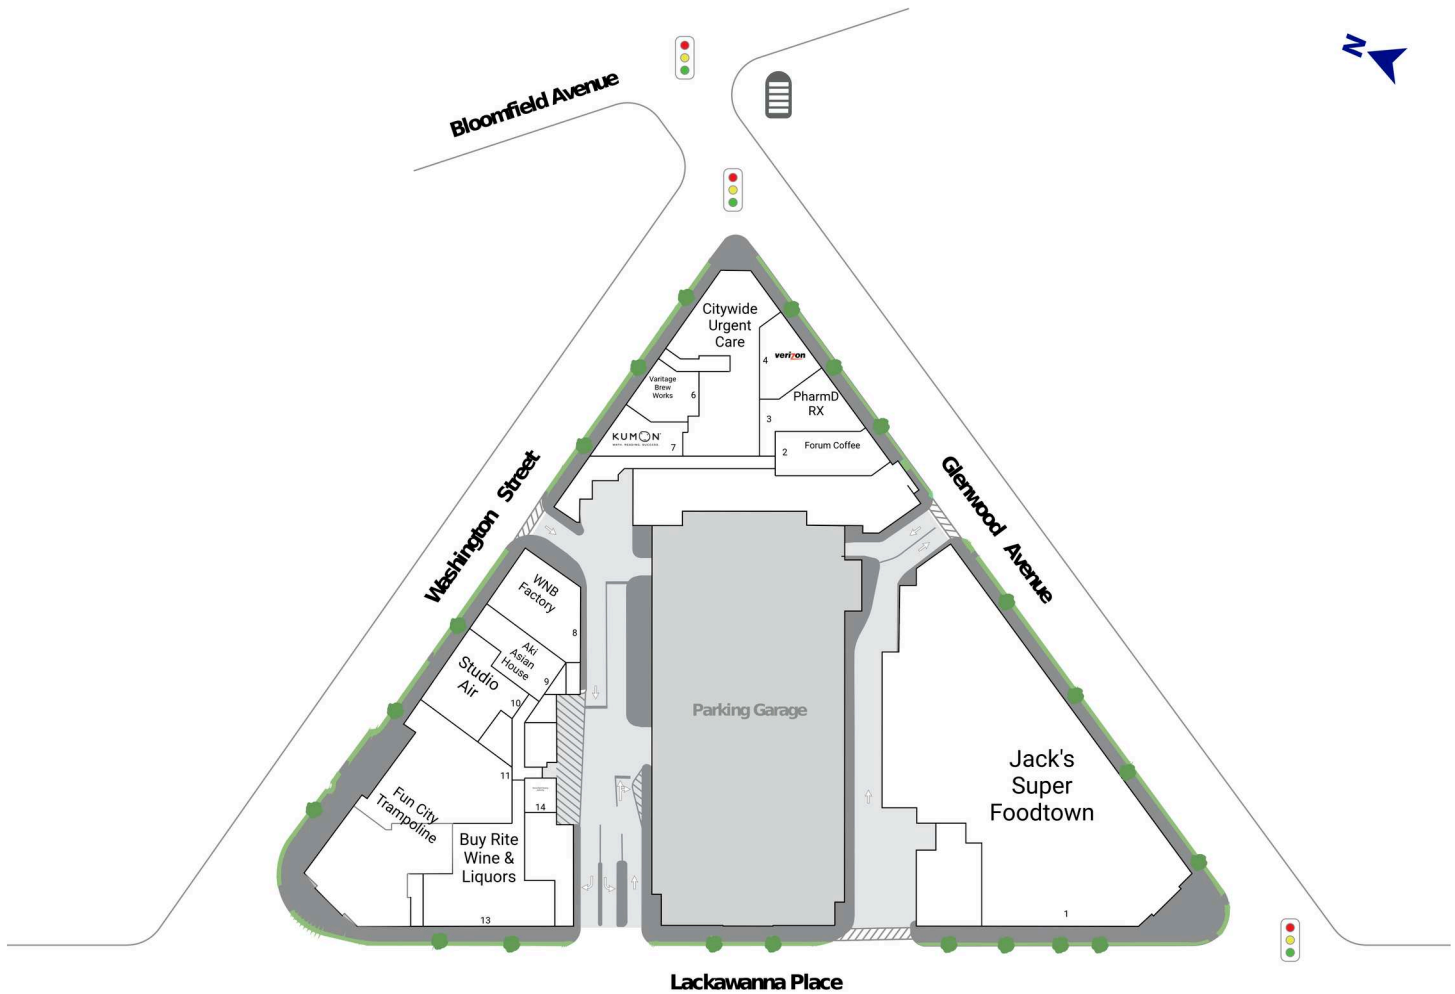 N
Bloomfield Avenue
Citywide
Urgent
Care
4
verizon
Varitage
Brew
Works
6
PharmD
RX
3
KUMON
7
2
Forum Coffee
Washington Street
Glenwood Avenue
WNB
Factory
8
Aki
Asian
House
9
Studio
Air
10
Parking Garage
11
Fun City
Trampoline
14
Jack's
Super
Foodtown
Buy Rite
Wine &
Liquors
13
1
Lackawanna Place